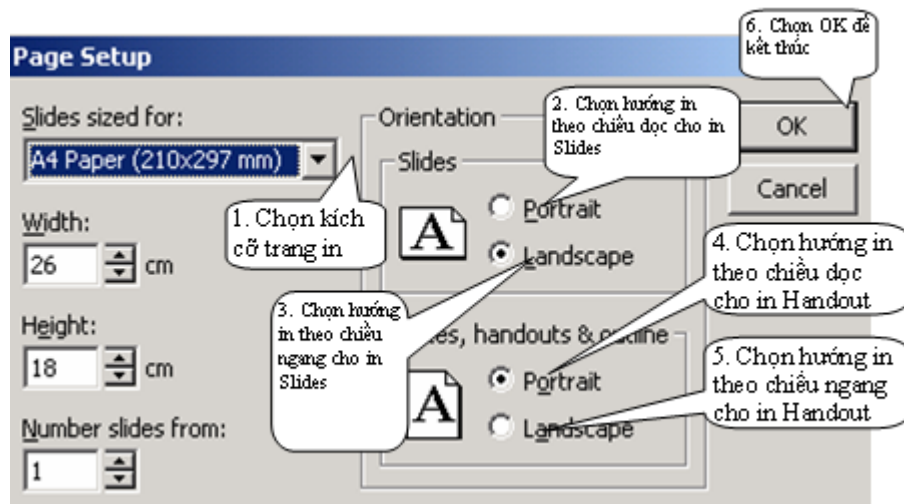 6. Chọn OK để
kết thúc
Page Setup
Slides sized for:
A4 Paper (210x297 mm)
Width:
26 cm
Height:
18 cm
Number slides from:
1
1. Chọn kích
cỡ trang in
Orientation
Slides
2. Chọn hướng in
theo chiều dọc cho in
Slides
Portrait
Landscape
3. Chọn hướng
in theo chiều
ngang cho in
Slides
handouts & outline
Portrait
Landscape
OK
Cancel
4. Chọn hướng in
theo chiều dọc
cho in Handout
5. Chọn hướng in
theo chiều ngang
cho in Handout
A
A